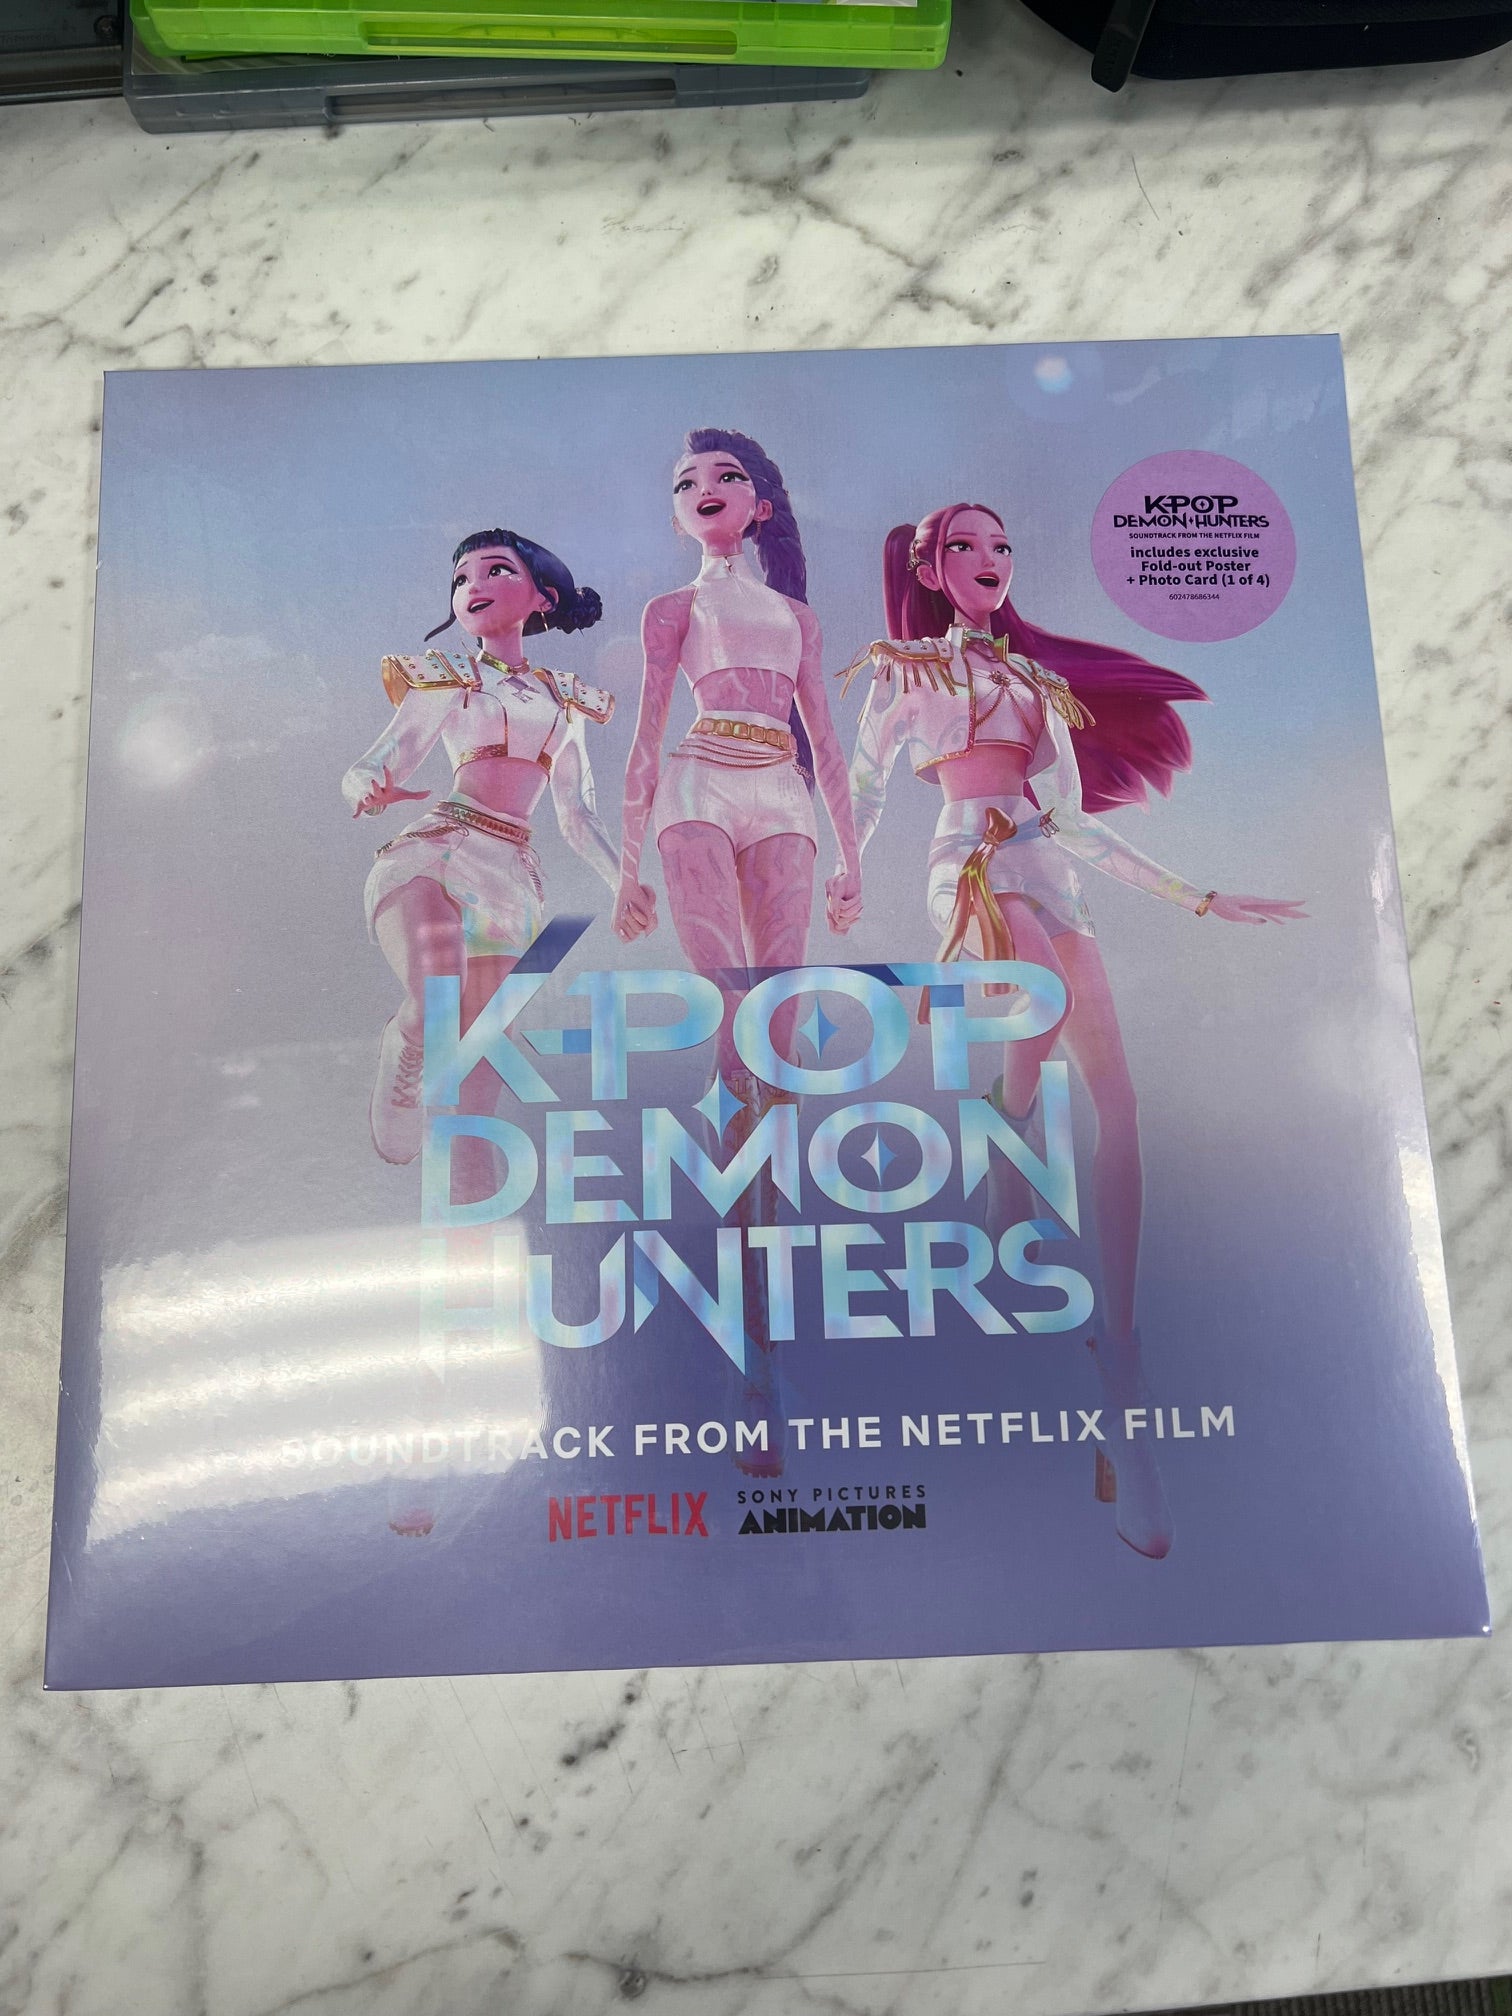 K-POP
DEMON HUNTERS
SOUNDTRACK FROM THE NETFLIX FILM
includes exclusive
Fold-out Poster
+ Photo Card (1 of 4)
602478686344
K-POP
DEMON
HUNTERS
SOUNDTRACK FROM THE NETFLIX FILM
NETFLIX
SONY PICTURES
ANIMATION